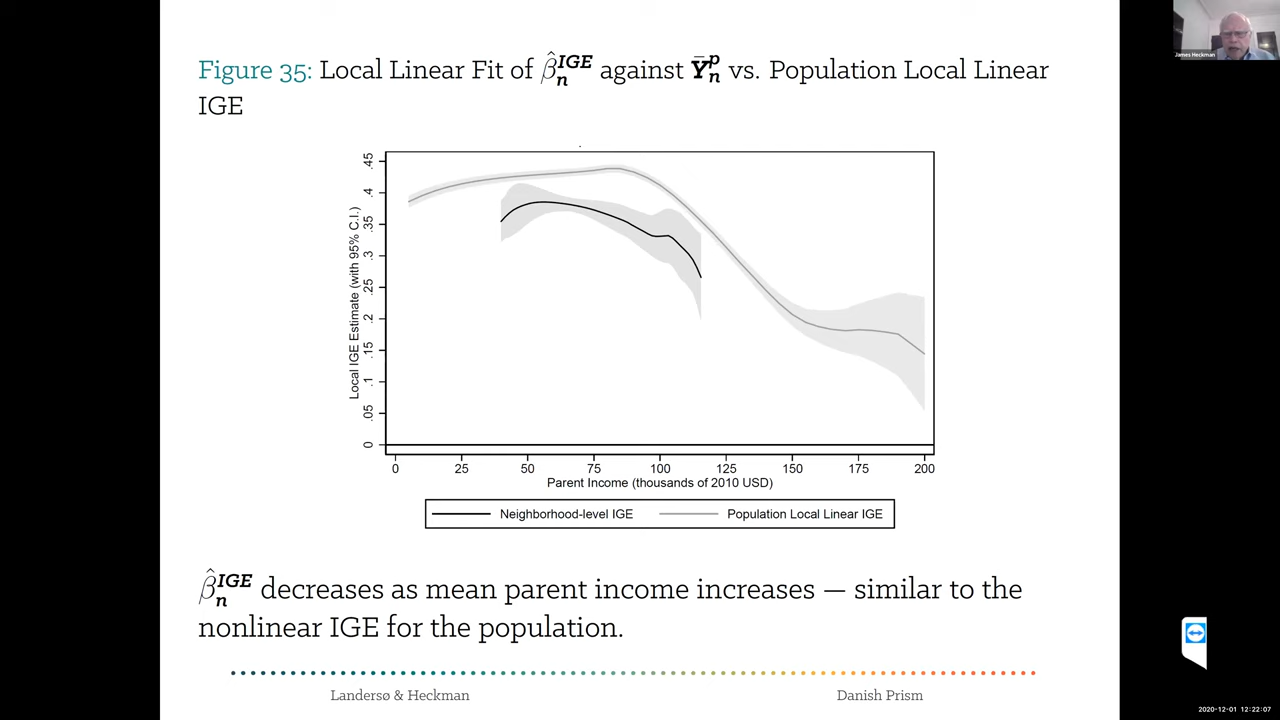 James Heckman
Figure 35: Local Linear Fit of β̂ₙᴵᴳᴱ against Ȳₙᵖ vs. Population Local Linear
IGE
Local IGE Estimate (with 95% C.I.)
.45
.4
.35
.3
.25
.2
.15
.1
.05
0
0 25 50 75 100 125 150 175 200
Parent Income (thousands of 2010 USD)
Neighborhood-level IGE Population Local Linear IGE
β̂ₙᴵᴳᴱ decreases as mean parent income increases — similar to the
nonlinear IGE for the population.
Landersø & Heckman Danish Prism
2020-12-01 12:22:07